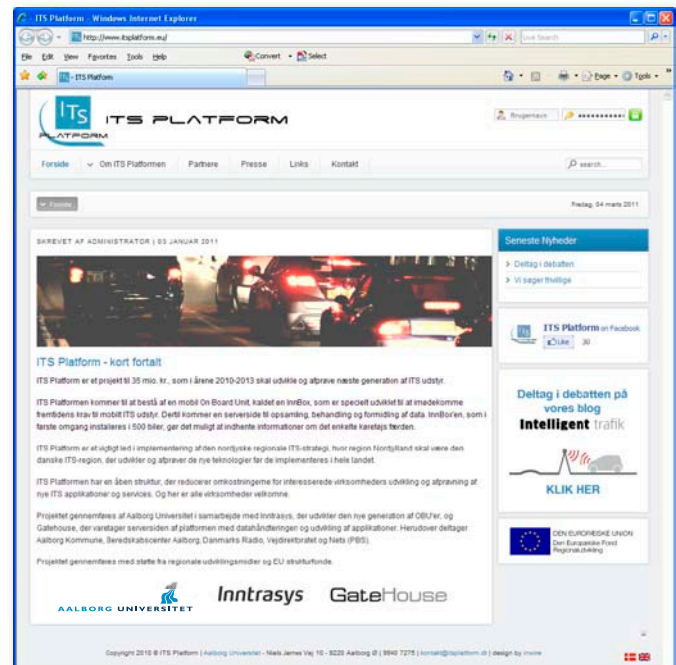 ITS Platform - Windows Internet Explorer
http://www.itsplatform.eu/
Live Search
File Edit View Favorites Tools Help
Convert Select
- ITS Platform
Page Tools
ITS PLATFORM
ITS PLATFORM
Brugernavn
Forside Om ITS Platformen Partnere Presse Links Kontakt
search...
Forside
Fredag, 04 marts 2011
SKREVET AF ADMINISTRATOR | 03 JANUAR 2011
ITS Platform - kort fortalt
ITS Platform er et projekt til 35 mio. kr., som i årene 2010-2013 skal udvikle og afprøve næste generation af ITS udstyr.
ITS Platformen kommer til at bestå af en mobil On Board Unit, kaldet en InnBox, som er specielt udviklet til at imødekomme
fremtidens krav til mobilt ITS udstyr. Dertil kommer en serverside til opsamling, behandling og formidling af data. InnBox'en, som i
første omgang installeres i 500 biler, gør det muligt at indhente informationer om det enkelte køretøjs færden.
ITS Platform er et vigtigt led i implementering af den nordjyske regionale ITS-strategi, hvor region Nordjylland skal være den
danske ITS-region, der udvikler og afprøver de nye teknologier før de implementeres i hele landet.
ITS Platformen har en åben struktur, der reducerer omkostningerne for interesserede virksomheders udvikling og afprøvning af
nye ITS applikationer og services. Og her er alle virksomheder velkomne.
Projektet gennemføres af Aalborg Universitet i samarbejde med Inntrasys, der udvikler den nye generation af OBU'er, og
Gatehouse, der varetager serversiden af platformen med datahåndteringen og udvikling af applikationer. Herudover deltager
Aalborg Kommune, Beredskabscenter Aalborg, Danmarks Radio, Vejdirektoratet og Nets (PBS).
Projektet gennemføres med støtte fra regionale udviklingsmidler og EU strukturfonde.
AALBORG UNIVERSITET
Inntrasys
GateHouse
Seneste Nyheder
Deltag i debatten
Vi søger frivillige
ITS Platform on Facebook
Like 30
Deltag i debatten på
vores blog
Intelligent trafik
KLIK HER
DEN EUROPÆISKE UNION
Den Europæiske Fond
Regionaludvikling
Copyright 2010 © ITS Platform | Aalborg Universitet - Niels Jernes Vej 10 - 9220 Aalborg Ø | 9940 7275 | kontakt@itsplatform.dk | design by